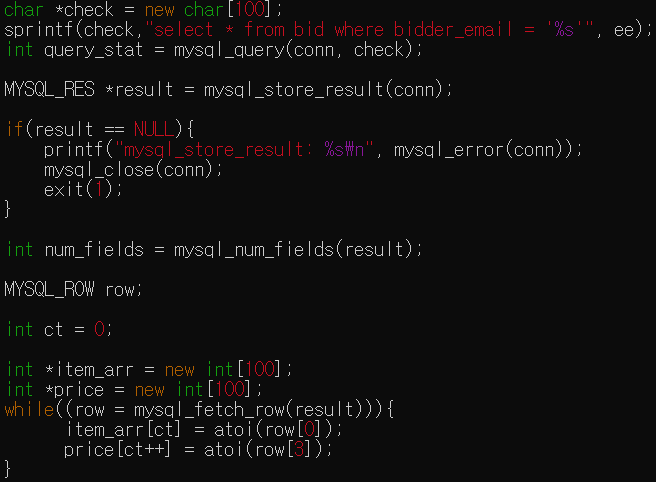 char *check = new char[100];
sprintf(check,"select * from bid where bidder_email = '%s'", ee);
int query_stat = mysql_query(conn, check);
MYSQL_RES *result = mysql_store_result(conn);
if(result == NULL){
    printf("mysql_store_result: %s₩n", mysql_error(conn));
    mysql_close(conn);
    exit(1);
}
int num_fields = mysql_num_fields(result);
MYSQL_ROW row;
int ct = 0;
int *item_arr = new int[100];
int *price = new int[100];
while((row = mysql_fetch_row(result))){
      item_arr[ct] = atoi(row[0]);
      price[ct++] = atoi(row[3]);
}